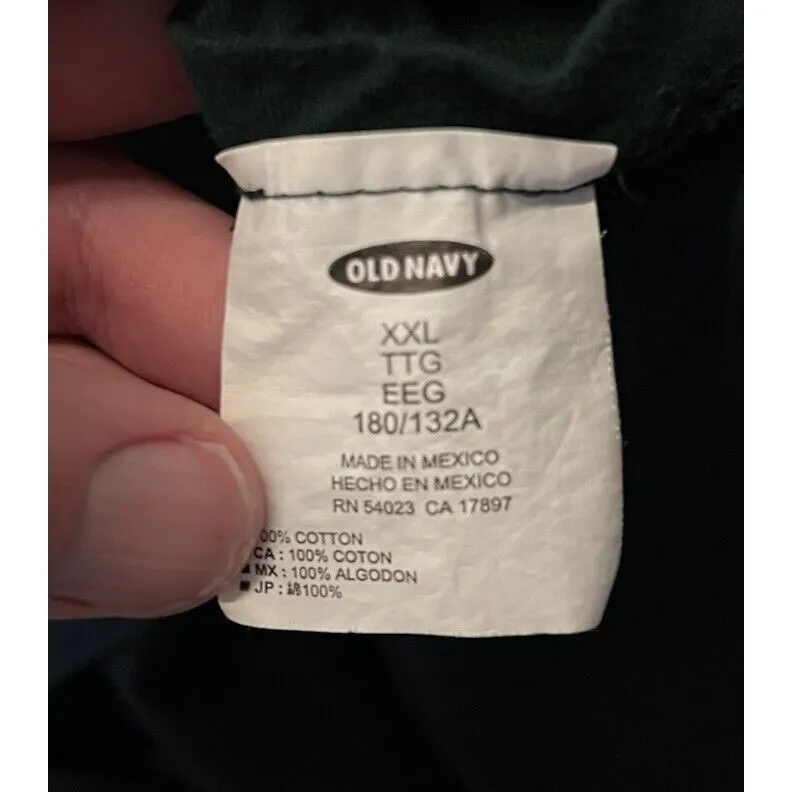 OLD NAVY
XXL
TTG
EEG
180/132A
MADE IN MEXICO
HECHO EN MEXICO
RN 54023 CA 17897
00% COTTON
CA : 100% COTON
MX : 100% ALGODON
JP : 綿100%